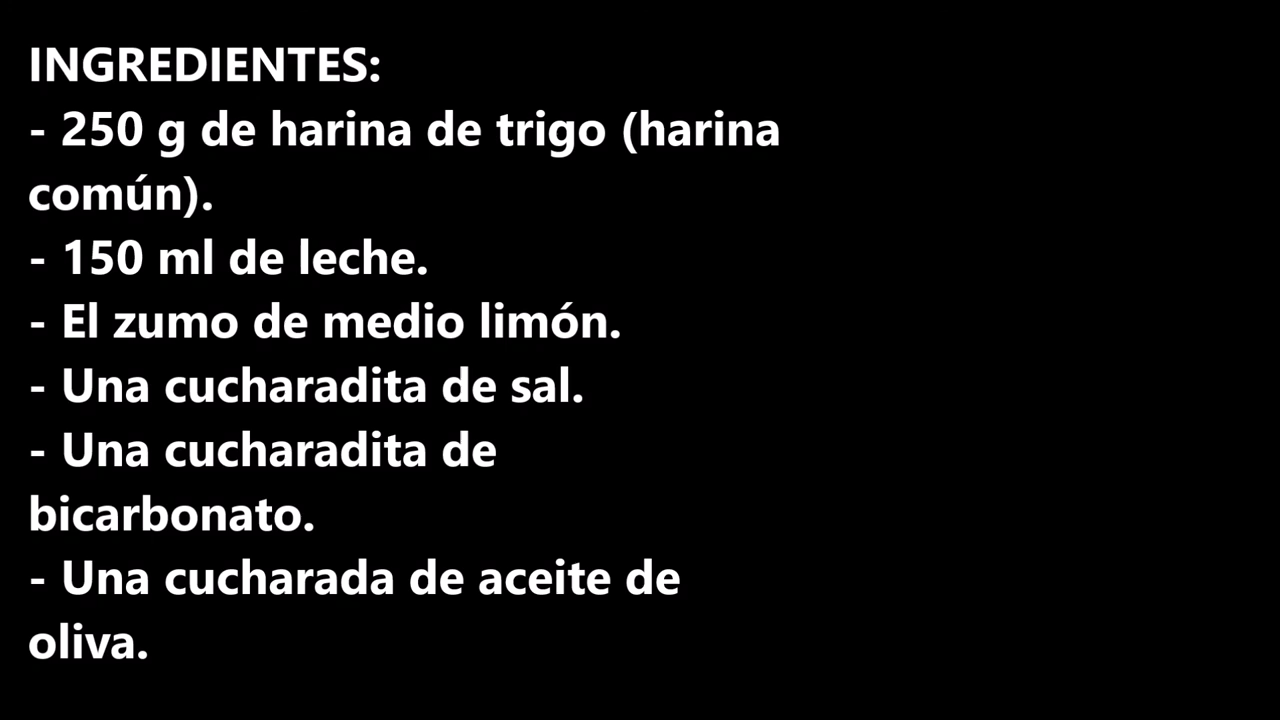 INGREDIENTES:
- 250 g de harina de trigo (harina
común).
- 150 ml de leche.
- El zumo de medio limón.
- Una cucharadita de sal.
- Una cucharadita de
bicarbonato.
- Una cucharada de aceite de
oliva.